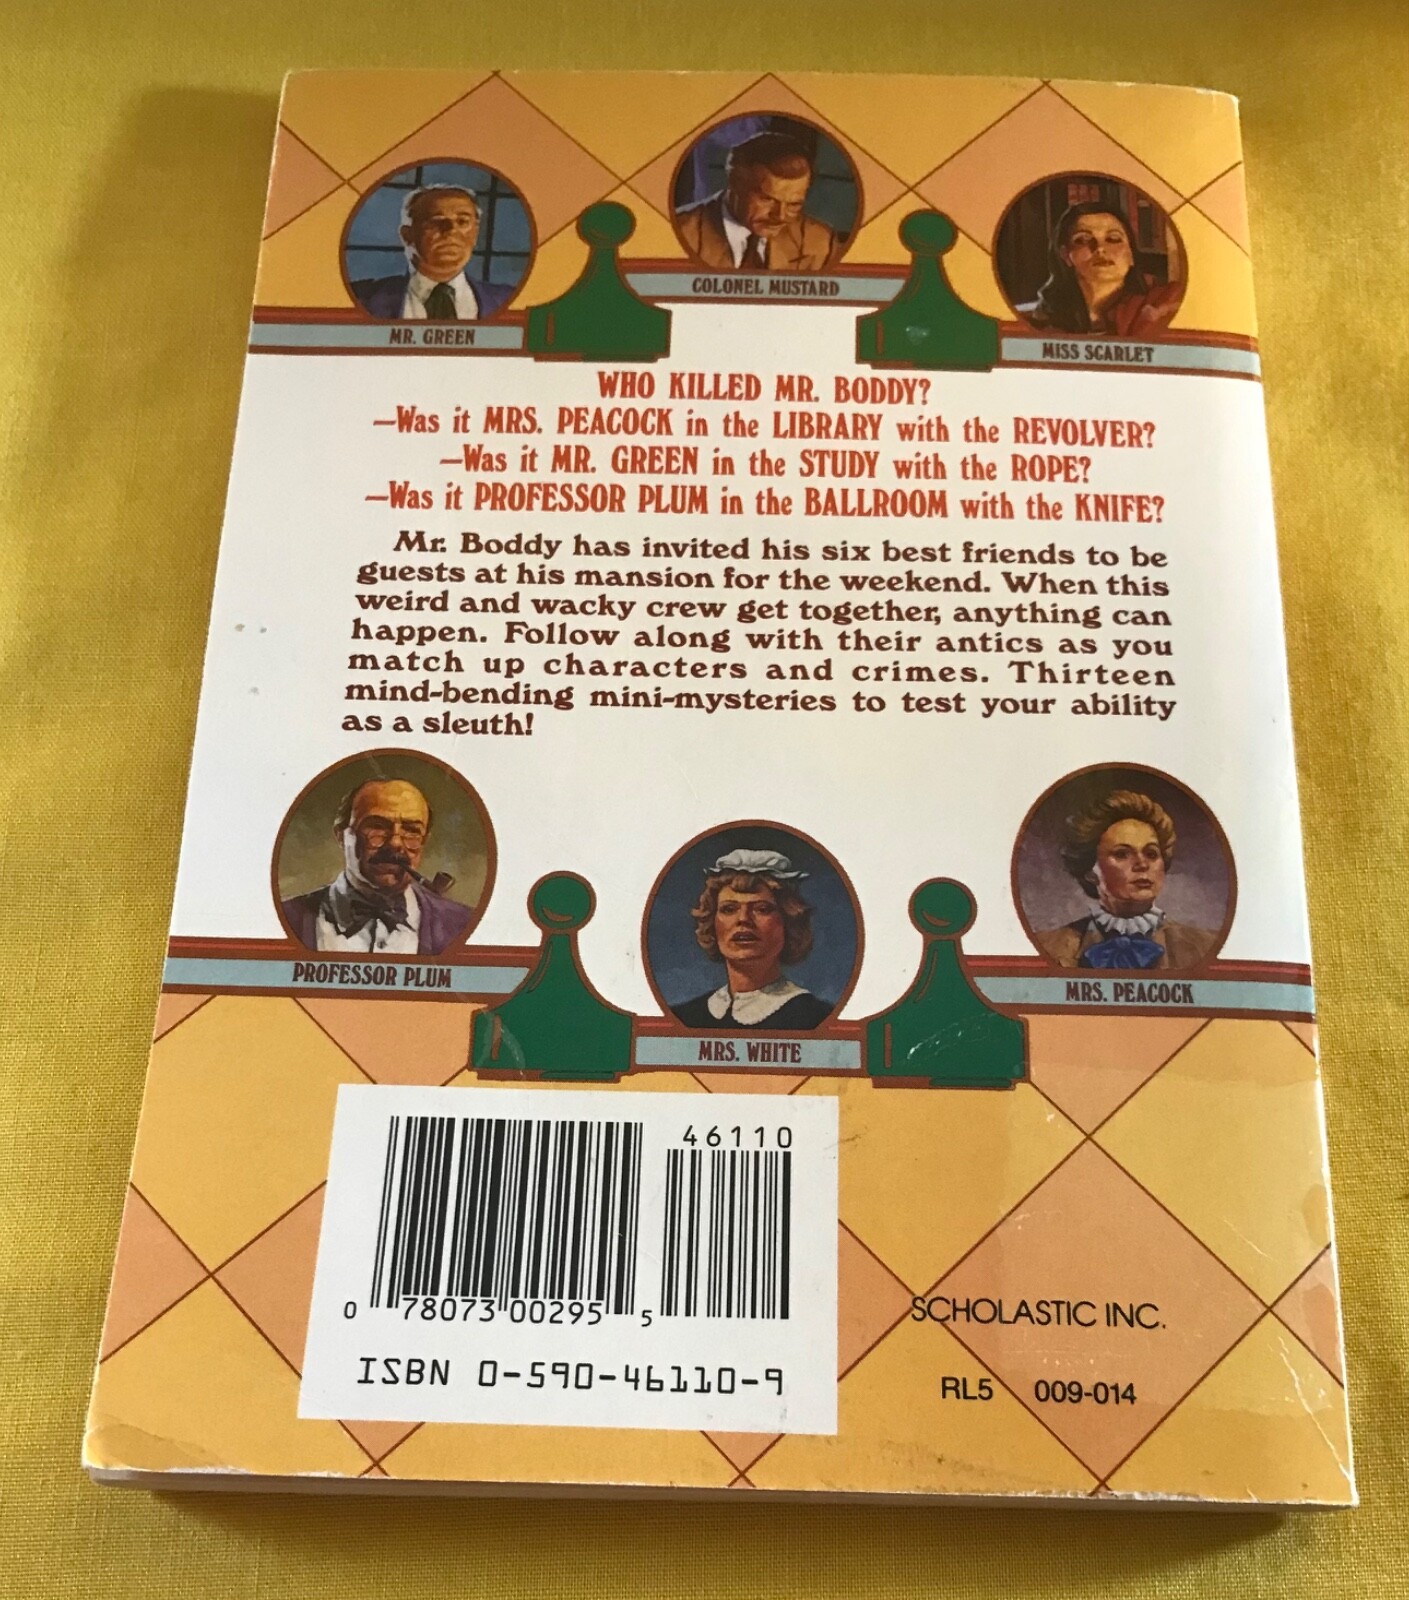 COLONEL MUSTARD
MR. GREEN
MISS SCARLET
WHO KILLED MR. BODDY?
—Was it MRS. PEACOCK in the LIBRARY with the REVOLVER?
—Was it MR. GREEN in the STUDY with the ROPE?
—Was it PROFESSOR PLUM in the BALLROOM with the KNIFE?
Mr. Boddy has invited his six best friends to be
guests at his mansion for the weekend. When this
weird and wacky crew get together, anything can
happen. Follow along with their antics as you
match up characters and crimes. Thirteen
mind-bending mini-mysteries to test your ability
as a sleuth!
PROFESSOR PLUM
MRS. PEACOCK
MRS. WHITE
46110
0 78073 00295 5
ISBN 0-590-46110-9
SCHOLASTIC INC.
RL5 009-014